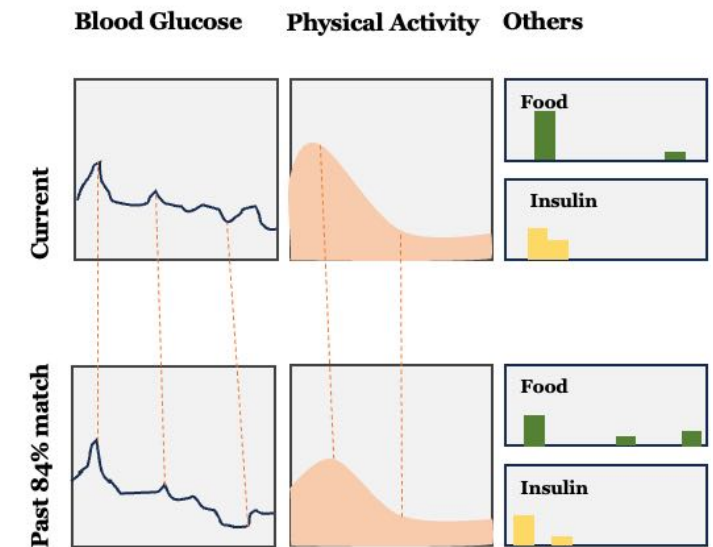 Blood Glucose
Physical Activity
Others
Current
Food
Insulin
Past 84% match
Food
Insulin